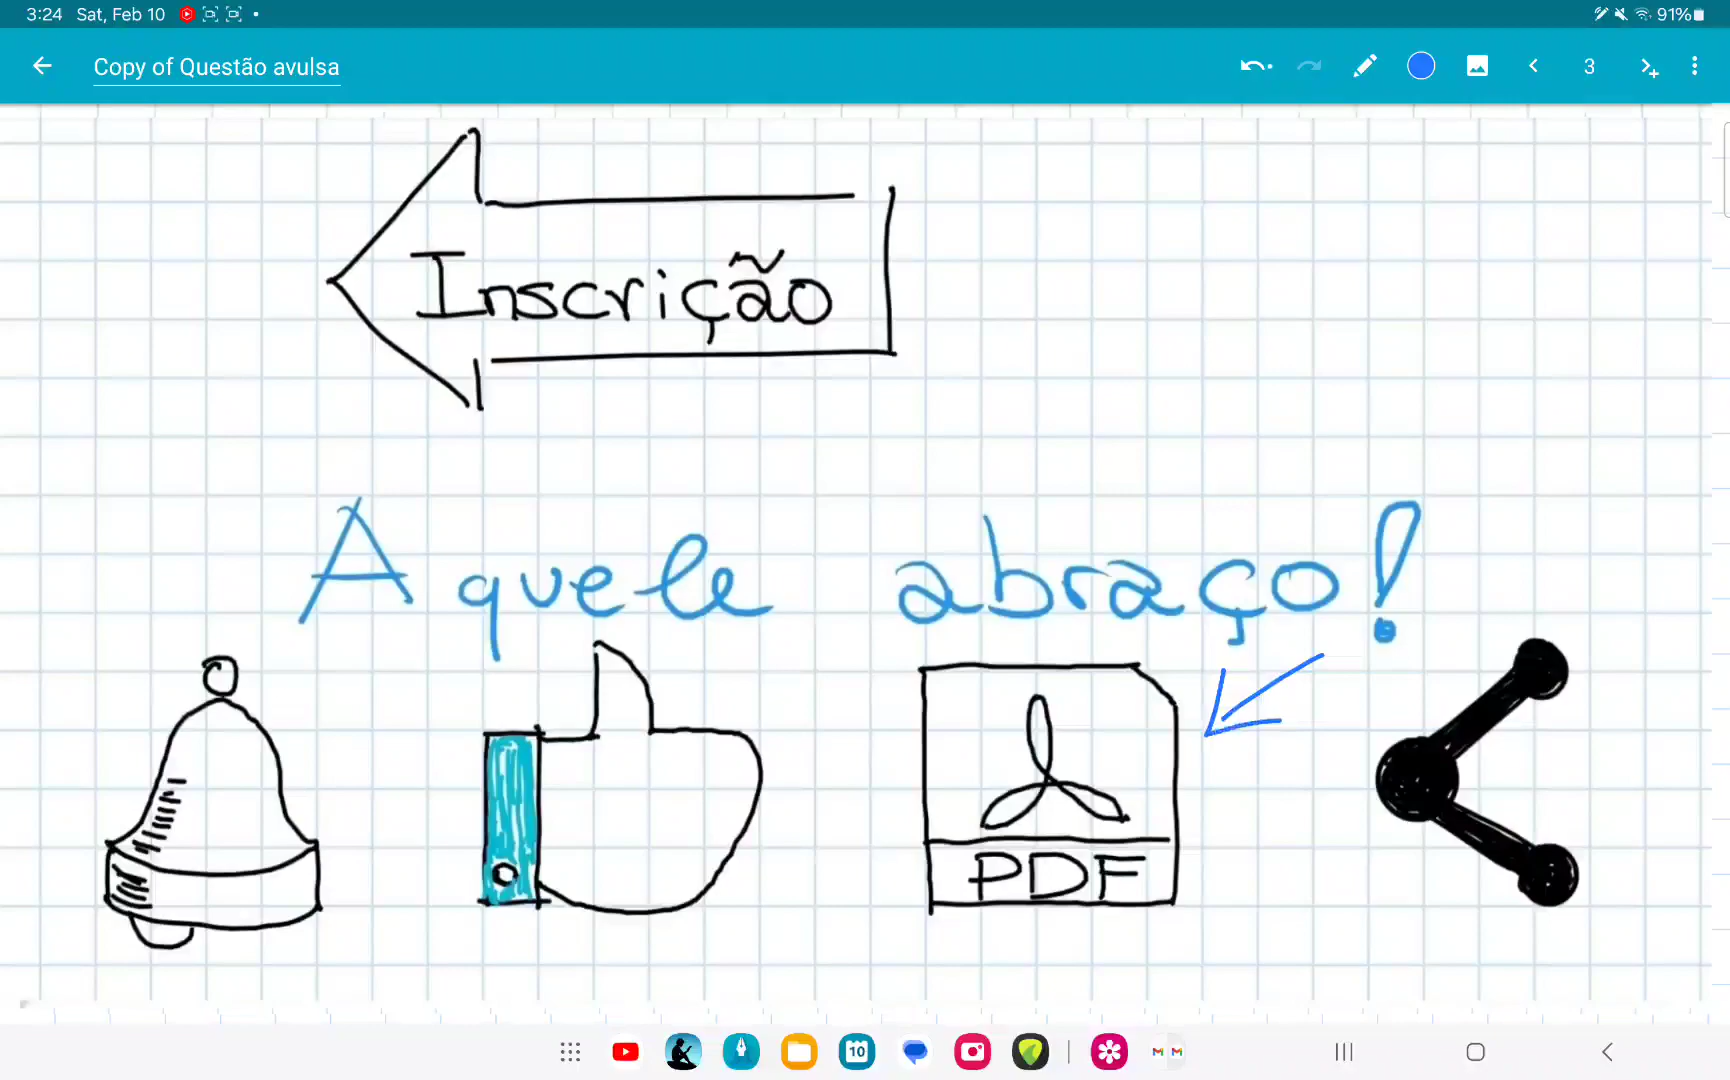 3:24 Sat, Feb 10
91%
Copy of Questão avulsa
3
Inscrição
Aquele abraço!
PDF
10